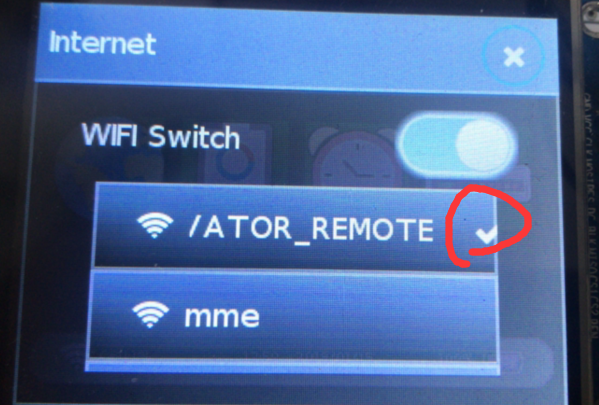 Internet
WIFI Switch
/ATOR_REMOTE
mme